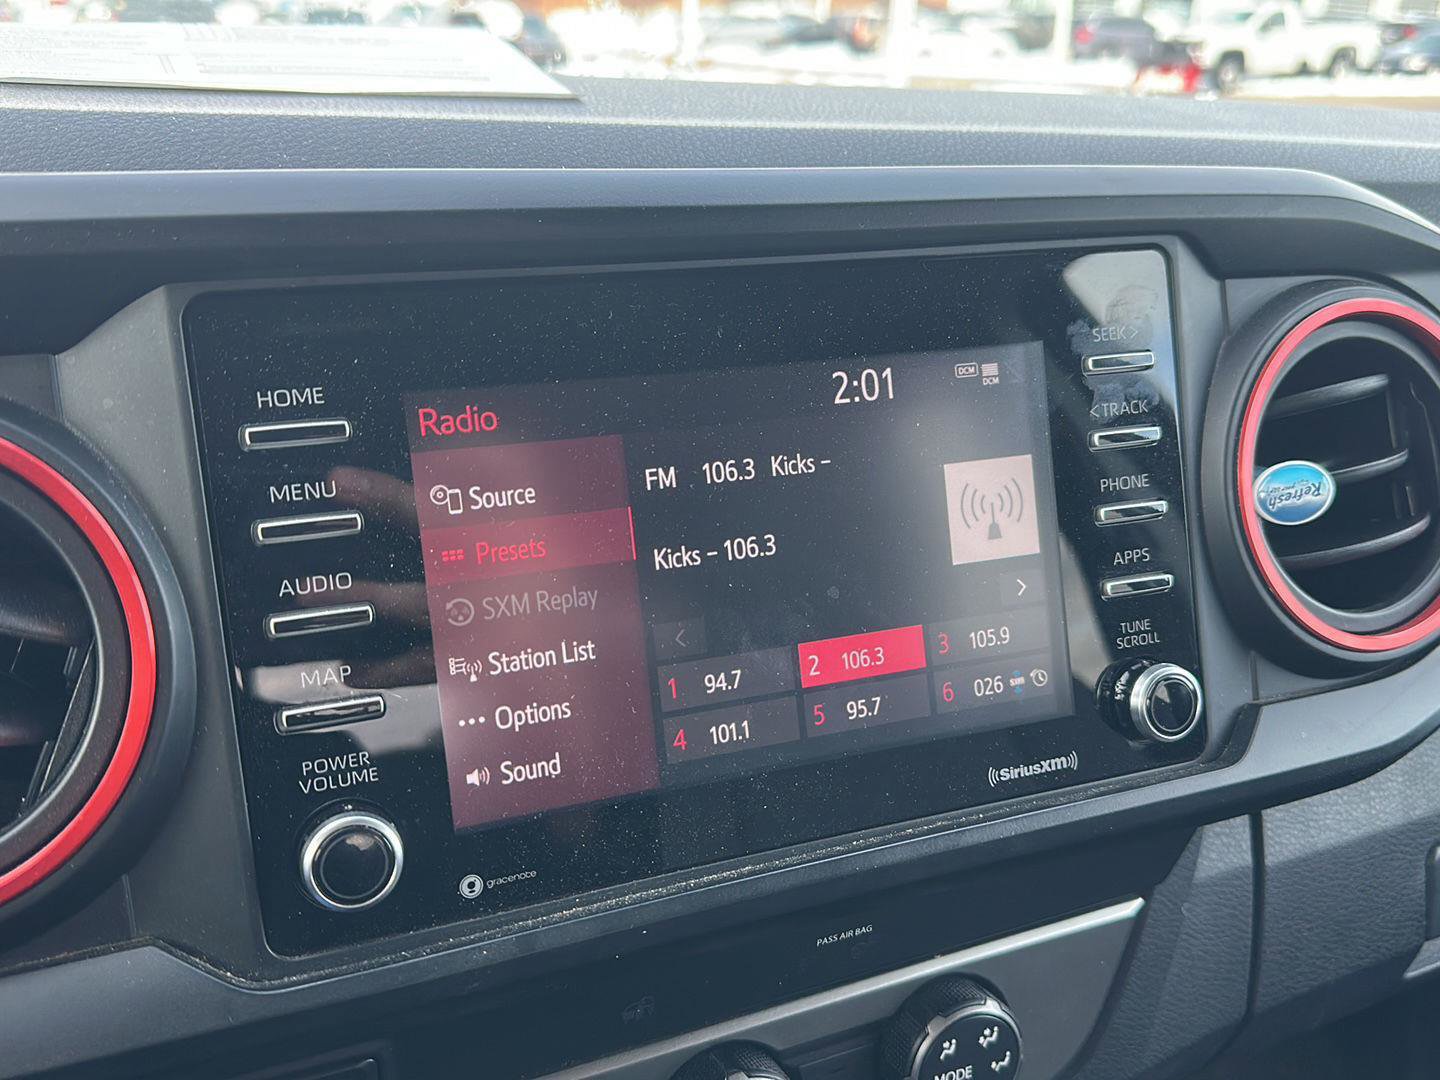 HOME
MENU
AUDIO
MAP
POWER
VOLUME
gracenote
Radio
2:01
DCM
DCM
Source
Presets
SXM Replay
Station List
Options
Sound
FM 106.3 Kicks –
Kicks – 106.3
<
>
1 94.7
2 106.3
3 105.9
4 101.1
5 95.7
6 026 sxm
SiriusXM
SEEK >
< TRACK
PHONE
APPS
TUNE
SCROLL
Refresh
PASS AIR BAG
MODE